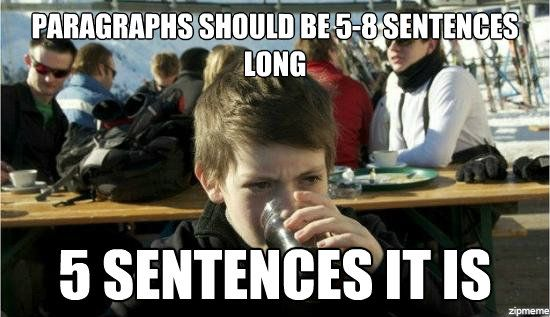 PARAGRAPHS SHOULD BE 5-8 SENTENCES
LONG
5 SENTENCES IT IS
zipmeme